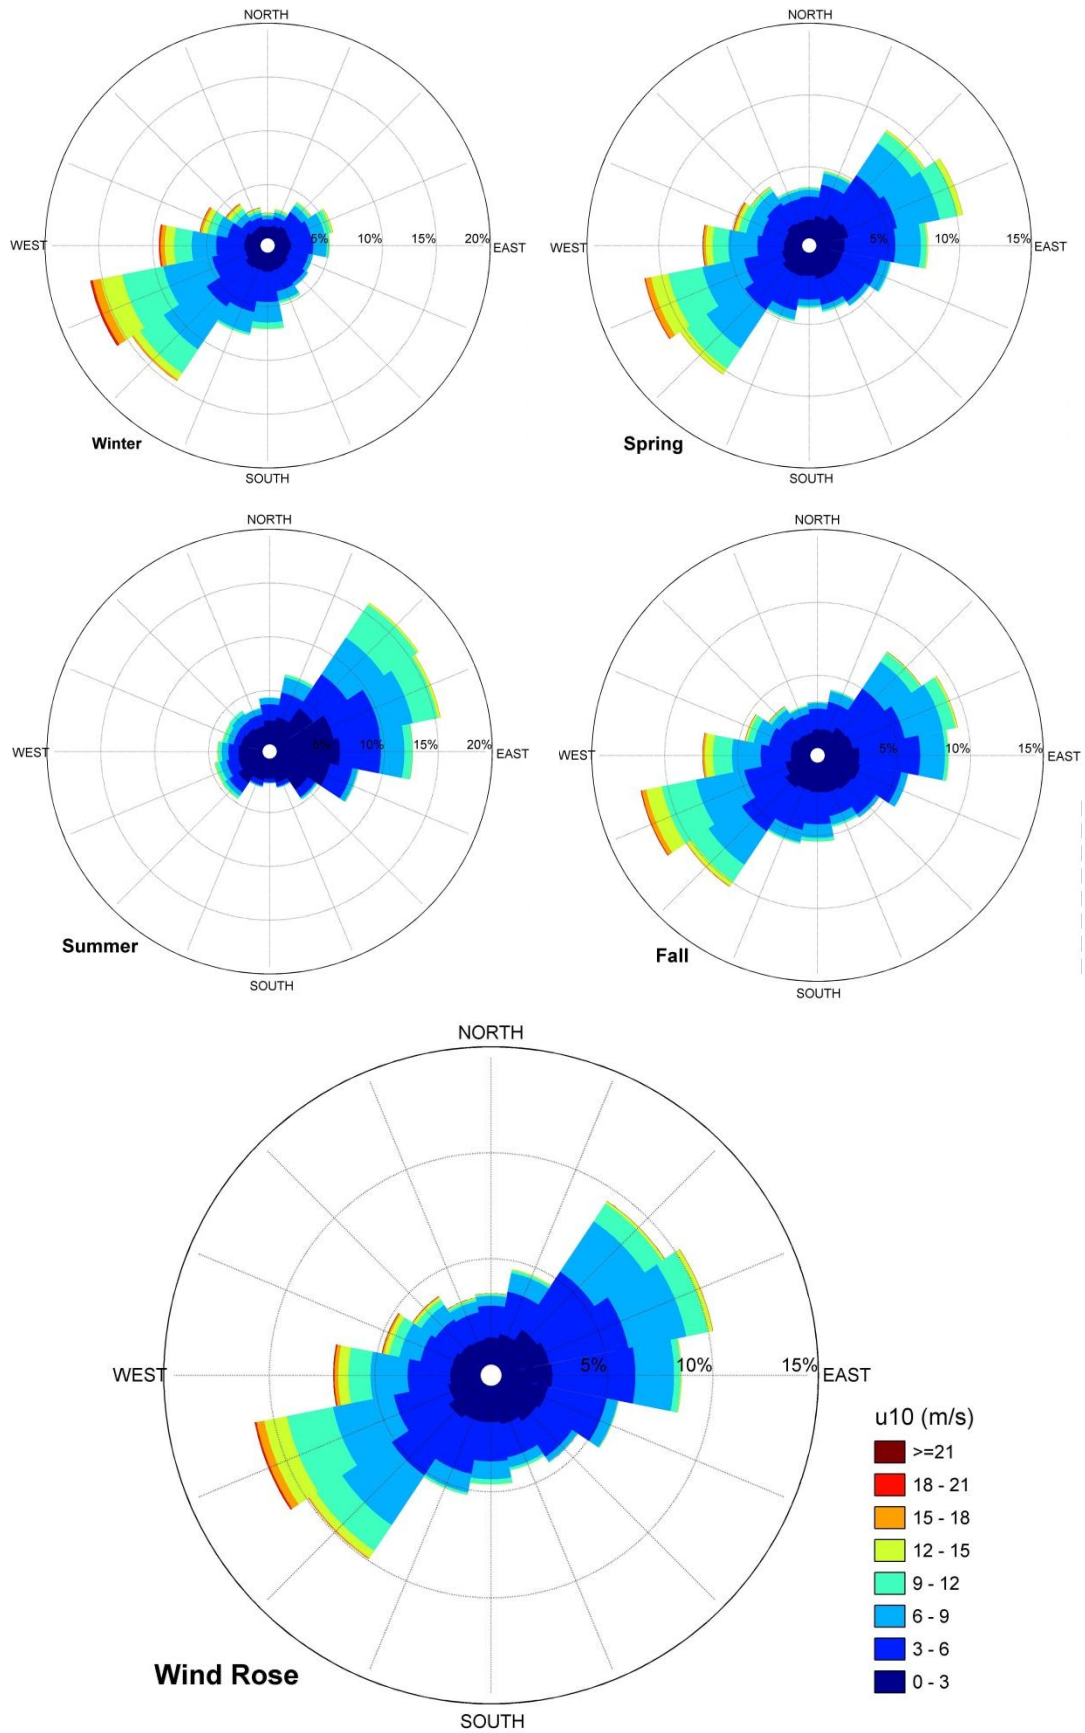 NORTH
NORTH
WEST
5%
10%
15%
20%
EAST
WEST
5%
10%
15%
EAST
Winter
Spring
SOUTH
SOUTH
NORTH
NORTH
WEST
5%
10%
15%
20%
EAST
WEST
5%
10%
15%
EAST
Summer
Fall
SOUTH
SOUTH
NORTH
WEST
5%
10%
15%
EAST
u10 (m/s)
>=21
18 - 21
15 - 18
12 - 15
9 - 12
6 - 9
3 - 6
0 - 3
Wind Rose
SOUTH